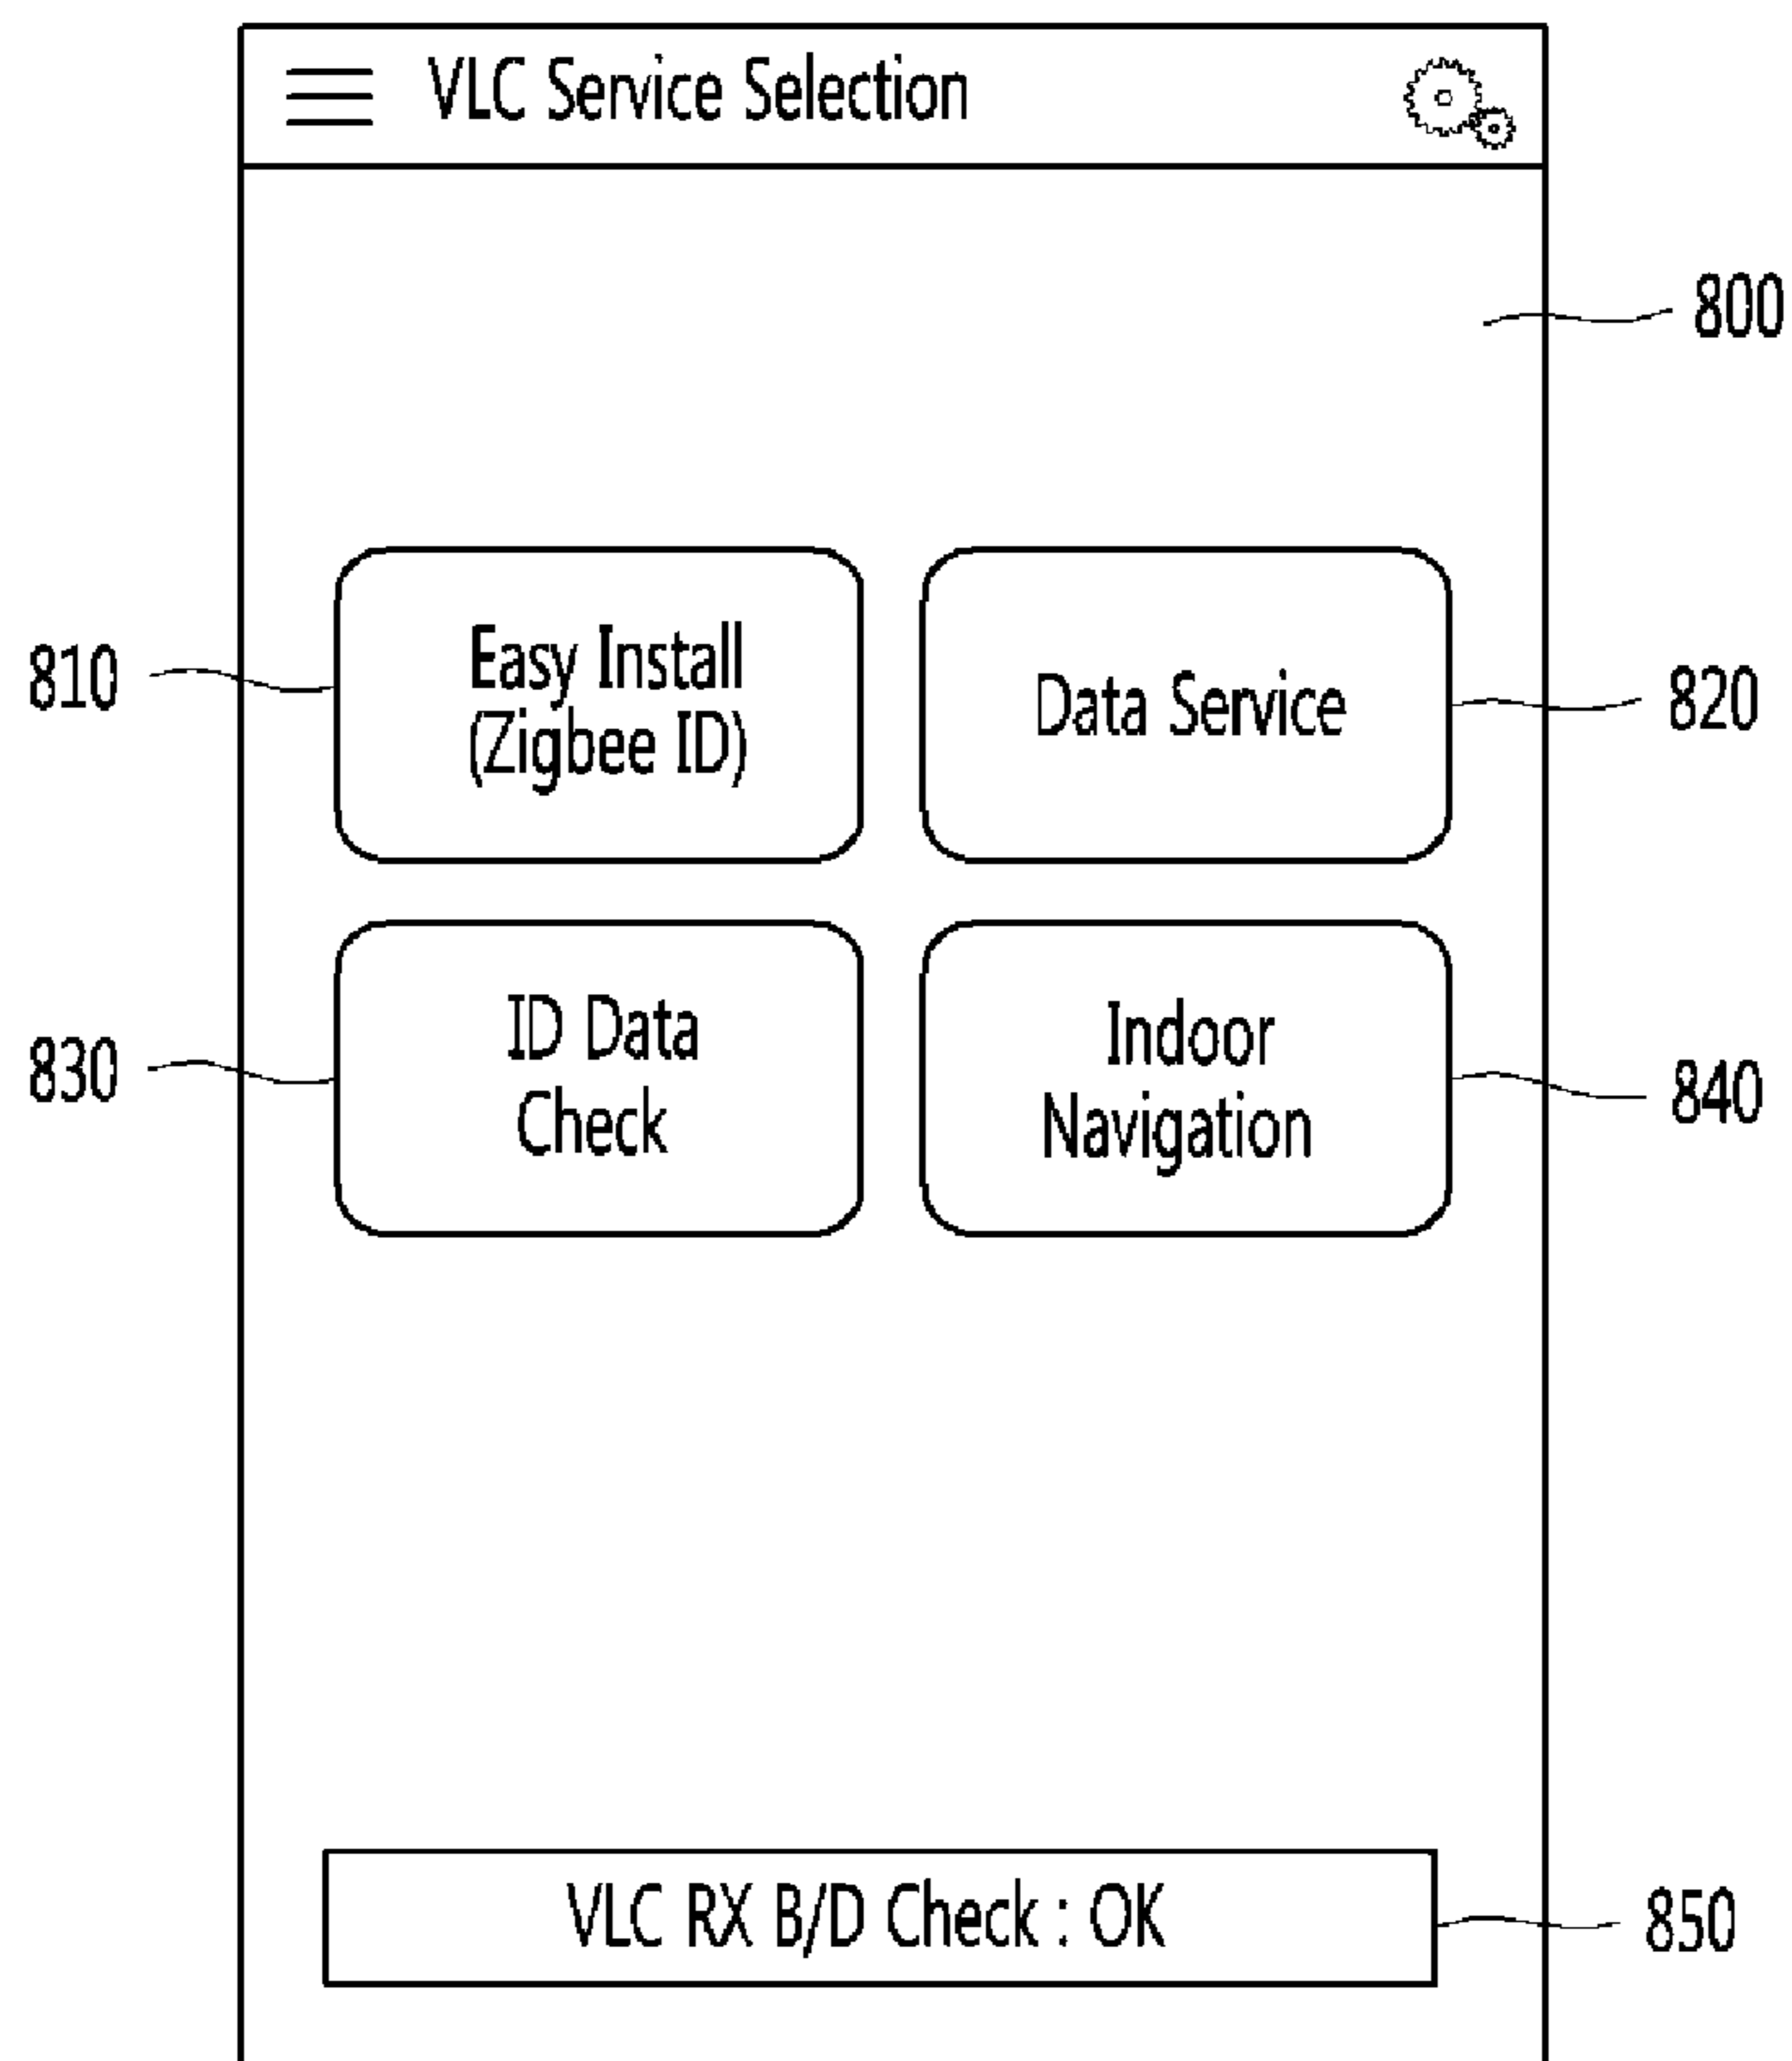 VLC Service Selection
800
810
Easy Install
(Zigbee ID)
Data Service
820
830
ID Data
Check
Indoor
Navigation
840
VLC RX B/D Check : OK
850